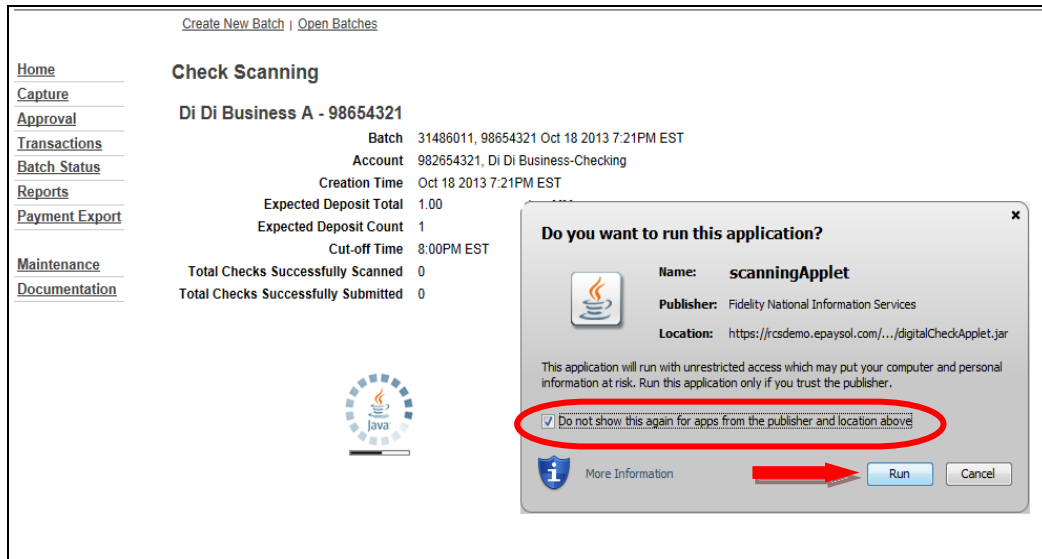 Create New Batch | Open Batches
Home
Capture
Approval
Transactions
Batch Status
Reports
Payment Export
Maintenance
Documentation
Check Scanning
Di Di Business A - 98654321
Batch 31486011, 98654321 Oct 18 2013 7:21PM EST
Account 982654321, Di Di Business-Checking
Creation Time Oct 18 2013 7:21PM EST
Expected Deposit Total 1.00
Expected Deposit Count 1
Cut-off Time 8:00PM EST
Total Checks Successfully Scanned 0
Total Checks Successfully Submitted 0
Java
Do you want to run this application?
Name: scanningApplet
Publisher: Fidelity National Information Services
Location: https://rcsdemo.epaysol.com/.../digitalCheckApplet.jar
This application will run with unrestricted access which may put your computer and personal
information at risk. Run this application only if you trust the publisher.
Do not show this again for apps from the publisher and location above
More Information
Run
Cancel